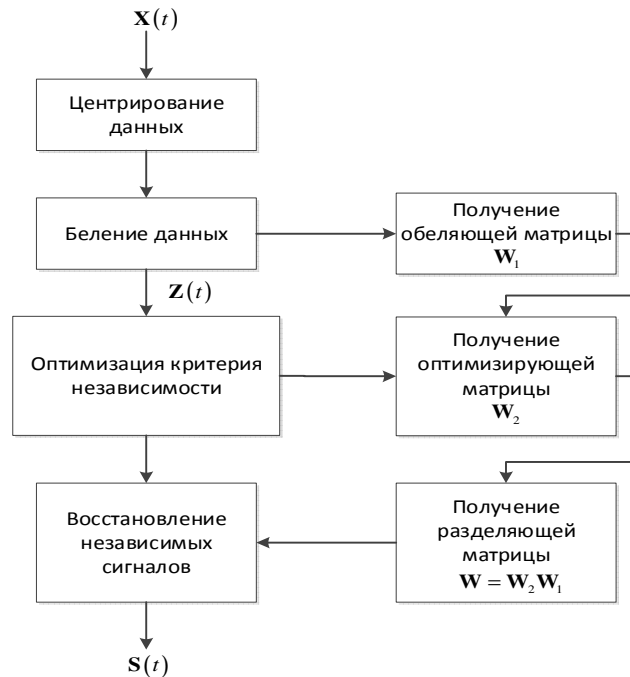 X(t)
Центрирование
данных
Беление данных
Получение
обеляющей матрицы
W₁
Z(t)
Оптимизация критерия
независимости
Получение
оптимизирующей
матрицы
W₂
Восстановление
независимых
сигналов
Получение
разделяющей
матрицы
W = W₂W₁
S(t)